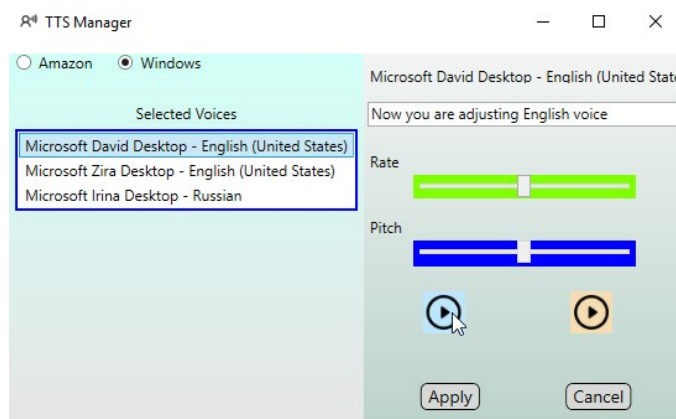 TTS Manager
Amazon
Windows
Selected Voices
Microsoft David Desktop - English (United States)
Microsoft Zira Desktop - English (United States)
Microsoft Irina Desktop - Russian
Microsoft David Desktop - English (United State
Now you are adjusting English voice
Rate
Pitch
Apply
Cancel